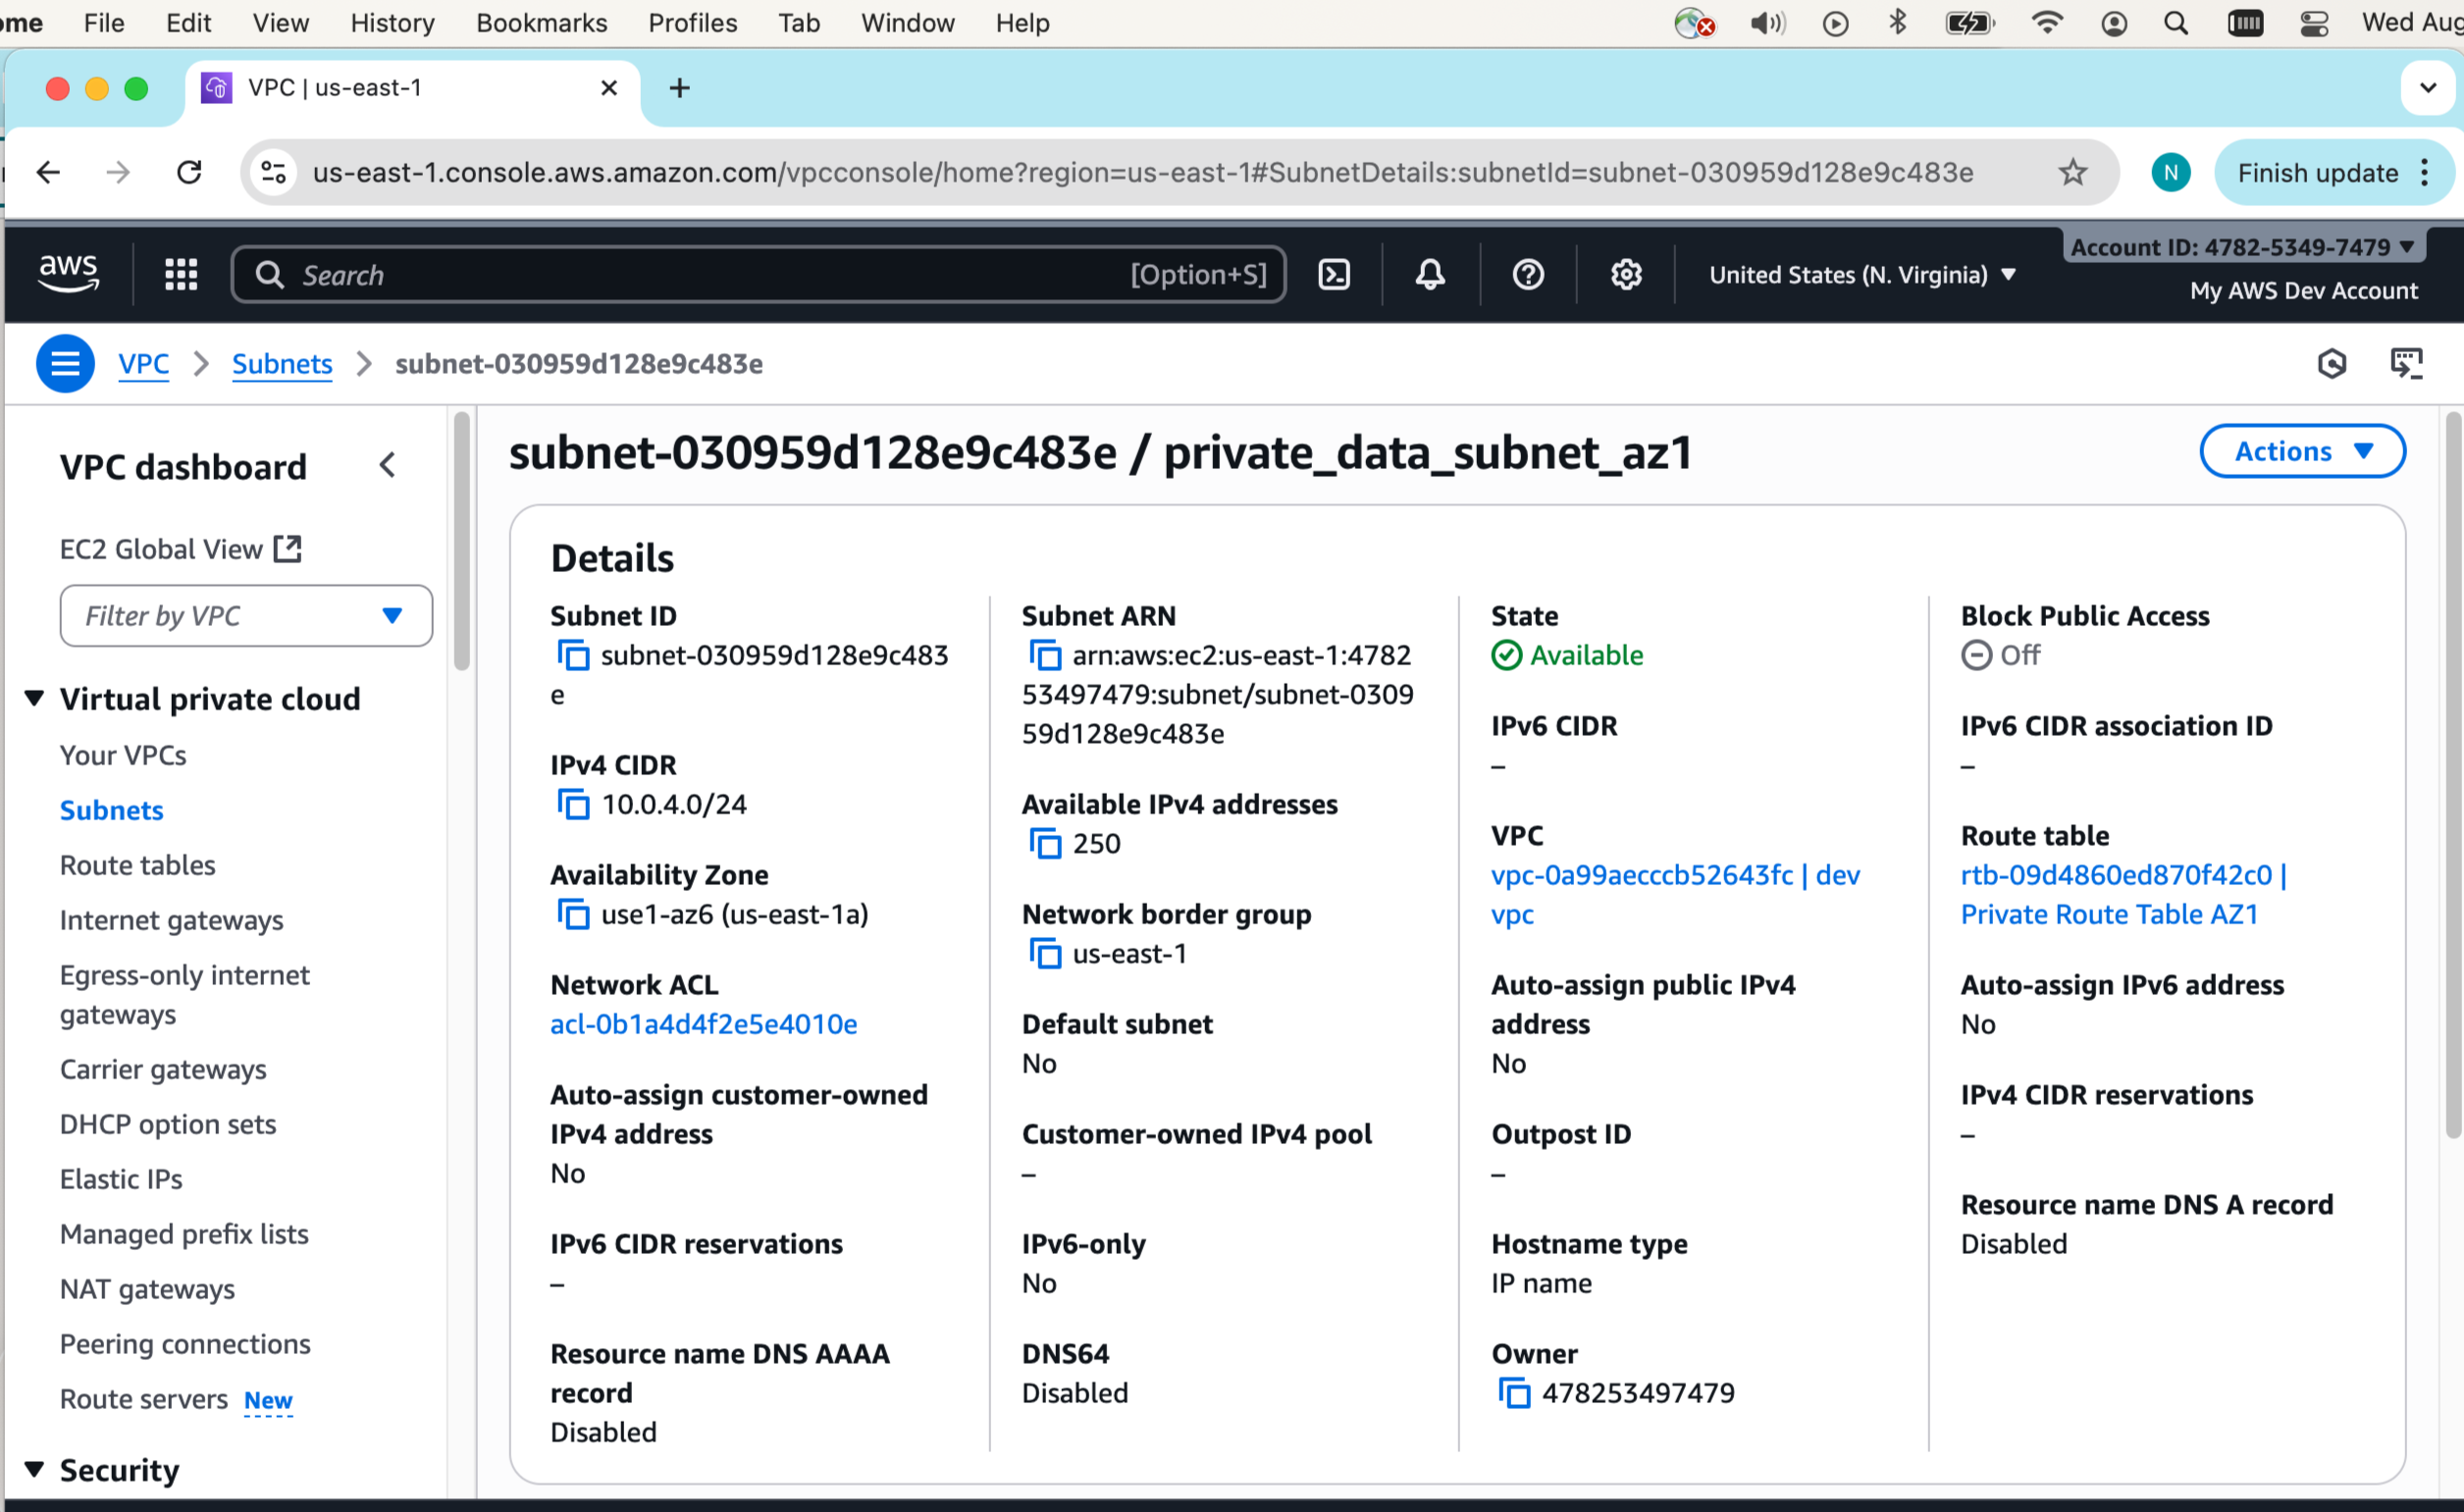 File Edit View History Bookmarks Profiles Tab Window Help
VPC | us-east-1
us-east-1.console.aws.amazon.com/vpcconsole/home?region=us-east-1#SubnetDetails:subnetId=subnet-030959d128e9c483e
N
Finish update
aws
Search [Option+S]
United States (N. Virginia)
Account ID: 4782-5349-7479
My AWS Dev Account
VPC > Subnets > subnet-030959d128e9c483e
VPC dashboard
EC2 Global View
Filter by VPC
Virtual private cloud
Your VPCs
Subnets
Route tables
Internet gateways
Egress-only internet
gateways
Carrier gateways
DHCP option sets
Elastic IPs
Managed prefix lists
NAT gateways
Peering connections
Route servers New
Security
subnet-030959d128e9c483e / private_data_subnet_az1
Actions
Details
Subnet ID
subnet-030959d128e9c483
e
IPv4 CIDR
10.0.4.0/24
Availability Zone
use1-az6 (us-east-1a)
Network ACL
acl-0b1a4d4f2e5e4010e
Auto-assign customer-owned
IPv4 address
No
IPv6 CIDR reservations
–
Resource name DNS AAAA
record
Disabled
Subnet ARN
arn:aws:ec2:us-east-1:4782
53497479:subnet/subnet-0309
59d128e9c483e
Available IPv4 addresses
250
Network border group
us-east-1
Default subnet
No
Customer-owned IPv4 pool
–
IPv6-only
No
DNS64
Disabled
State
Available
IPv6 CIDR
–
VPC
vpc-0a99aecccb52643fc | dev
vpc
Auto-assign public IPv4
address
No
Outpost ID
–
Hostname type
IP name
Owner
478253497479
Block Public Access
Off
IPv6 CIDR association ID
–
Route table
rtb-09d4860ed870f42c0 |
Private Route Table AZ1
Auto-assign IPv6 address
No
IPv4 CIDR reservations
–
Resource name DNS A record
Disabled